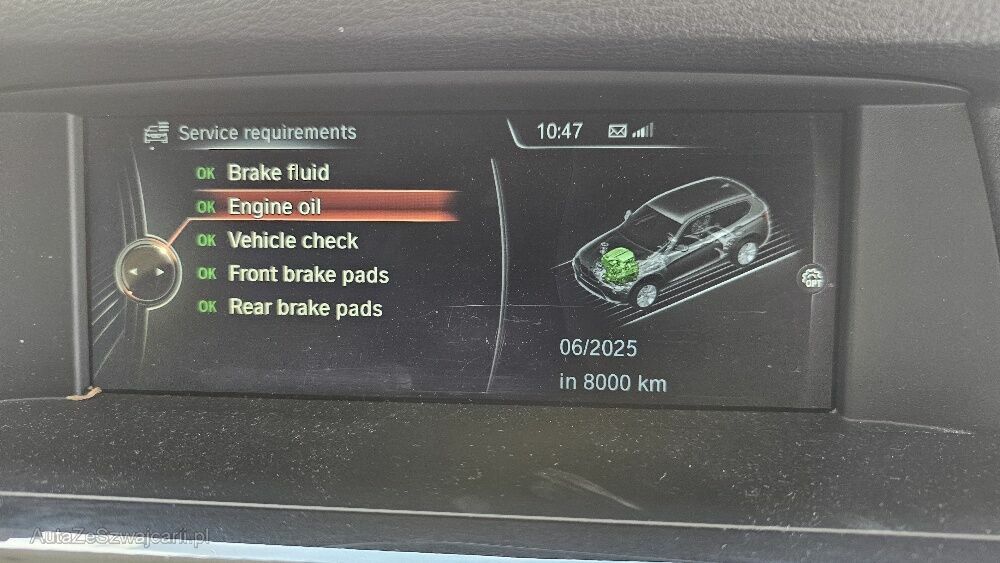 Service requirements
10:47
OK Brake fluid
OK Engine oil
OK Vehicle check
OK Front brake pads
OK Rear brake pads
OPT
06/2025
in 8000 km
AutaZeSzwajcarii.pl